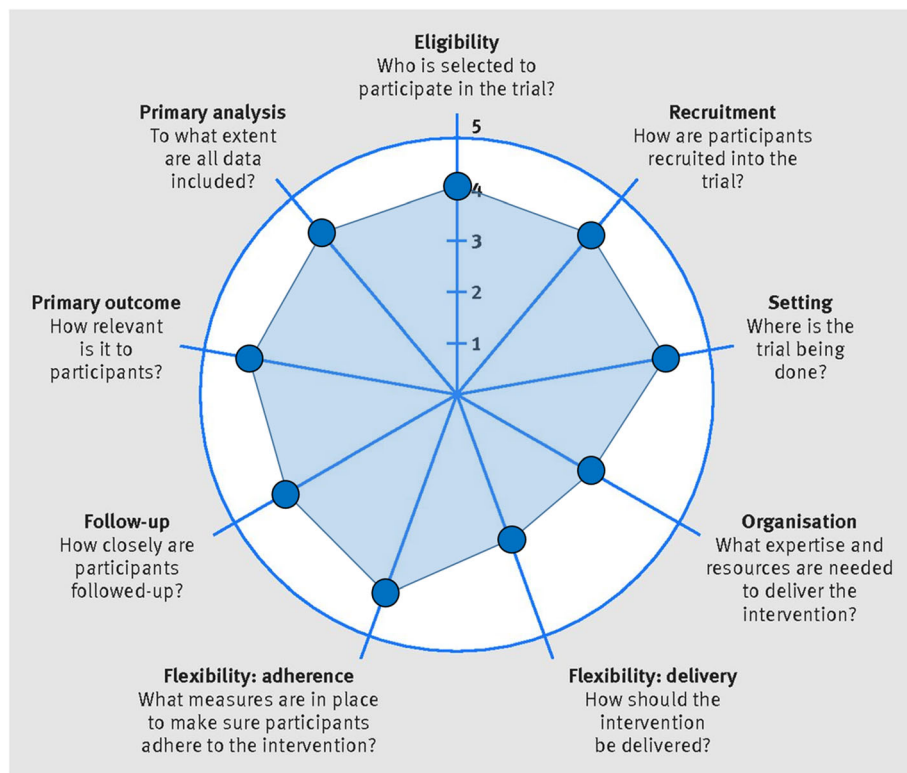 Eligibility
Who is selected to
participate in the trial?
Primary analysis
To what extent
are all data
included?
Recruitment
How are participants
recruited into the
trial?
5
4
3
2
1
Primary outcome
How relevant
is it to
participants?
Setting
Where is the
trial being
done?
Follow-up
How closely are
participants
followed-up?
Organisation
What expertise and
resources are needed
to deliver the
intervention?
Flexibility: adherence
What measures are in place
to make sure participants
adhere to the intervention?
Flexibility: delivery
How should the
intervention
be delivered?